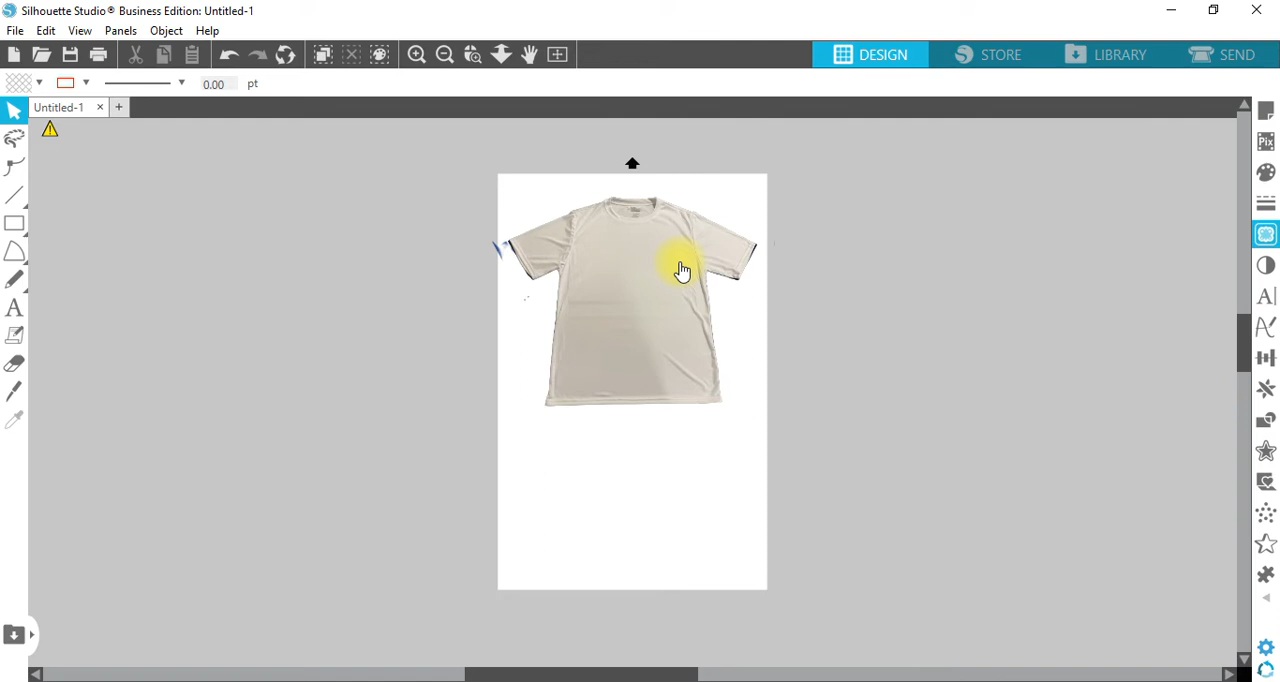 Silhouette Studio® Business Edition: Untitled-1
File Edit View Panels Object Help
DESIGN STORE LIBRARY SEND
0.00 pt
Untitled-1 × +
Pix
A
A